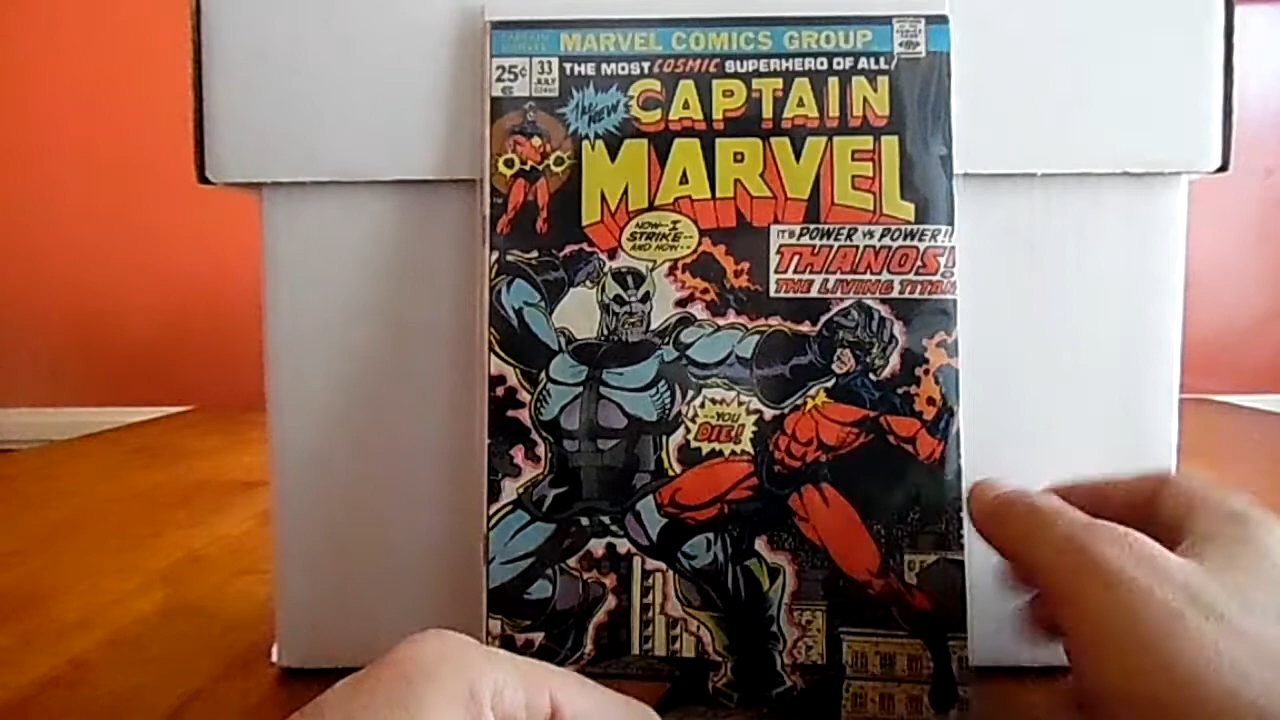 MARVEL COMICS GROUP
25¢
33
JULY
THE MOST COSMIC SUPERHERO OF ALL!
The NEW
CAPTAIN
MARVEL
NOW--I
STRIKE--
AND NOW--
IT'S POWER VS POWER!!
THANOS!
THE LIVING TITAN
--YOU
DIE!